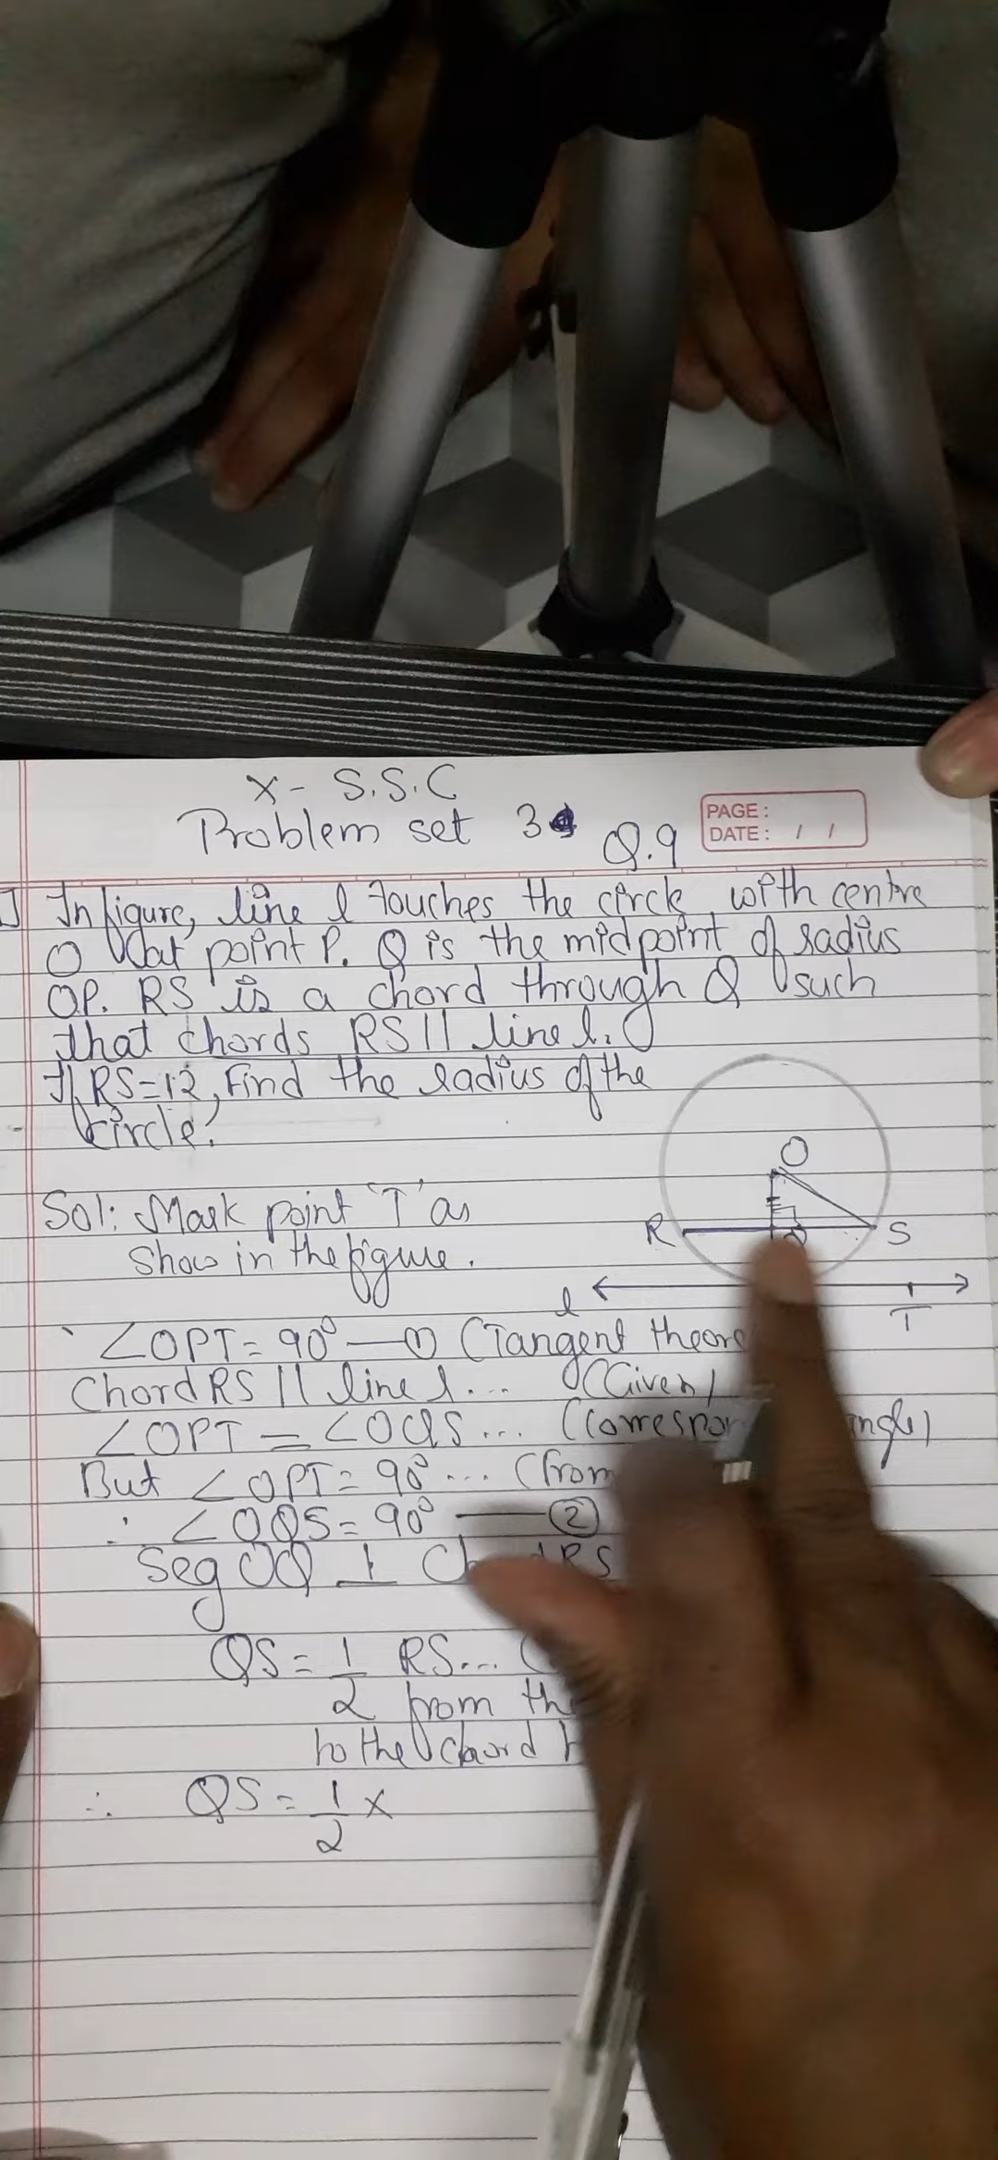 X- S.S.C
Problem set 3
Q.9
PAGE:
DATE: / /
In figure, line l touches the circle with centre
O at point P. Q is the midpoint of radius
OP. RS is a chord through Q such
that chords RS || line l.
If RS=12, Find the radius of the
circle.
O
R
S
l
T
Sol: Mark point 'T' as
Show in the figure.
∠OPT = 90° — ① (Tangent
Chord RS || line l... (Given)
∠OPT = ∠OQS...
But ∠OPT = 90° ... (from
∴ ∠OQS = 90° — ②
Seg OQ ⊥ RS
QS = 1/2 RS...
from
to the chord
∴ QS = 1/2 x